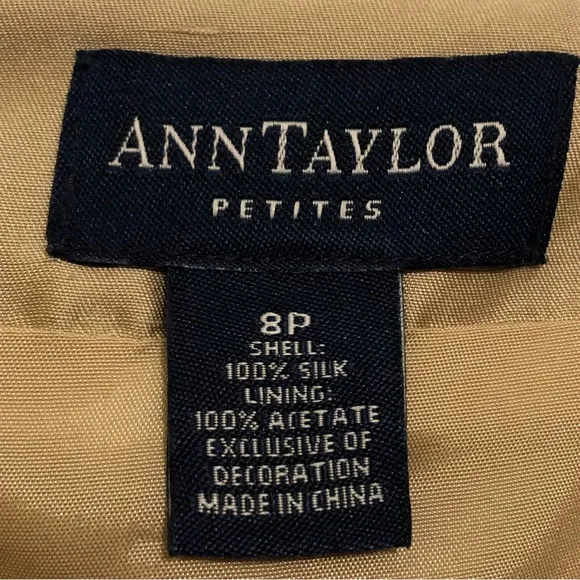 ANNTAYLOR
PETITES
8P
SHELL:
100% SILK
LINING:
100% ACETATE
EXCLUSIVE OF
DECORATION
MADE IN CHINA